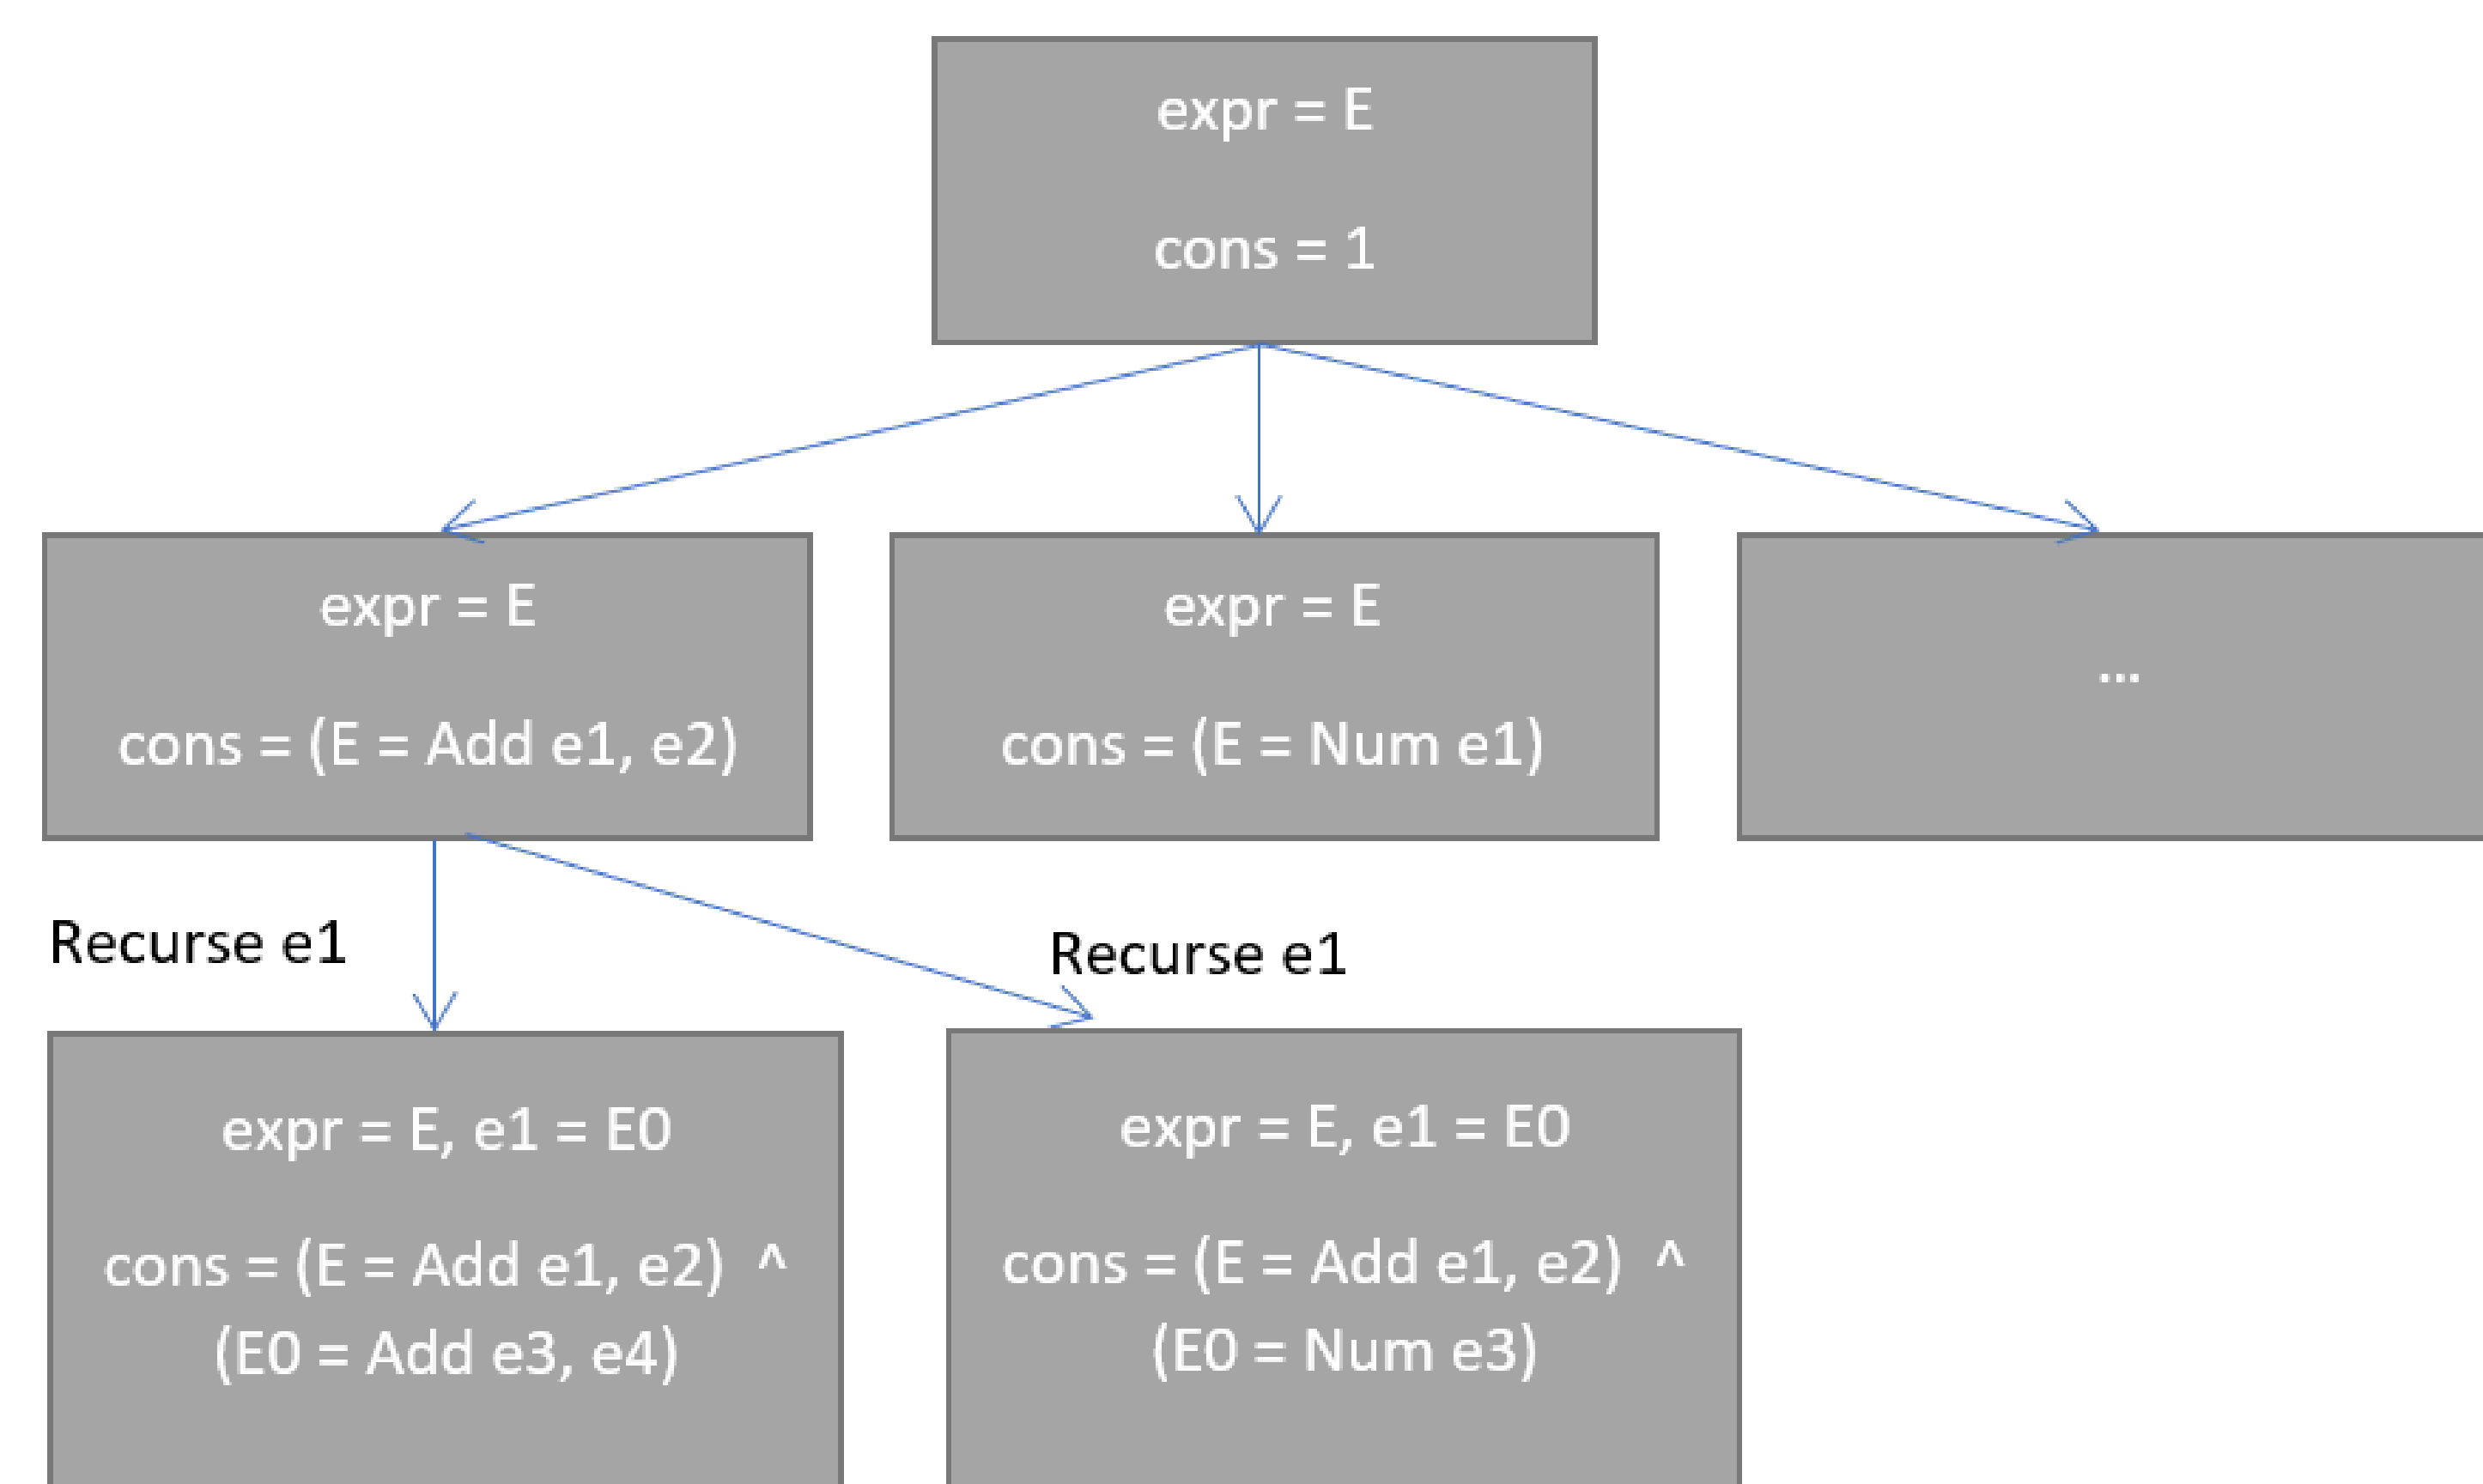 expr = E
cons = 1
expr = E
cons = (E = Add e1, e2)
expr = E
cons = (E = Num e1)
...
Recurse e1
Recurse e1
expr = E, e1 = E0
cons = (E = Add e1, e2) ^
(E0 = Add e3, e4)
expr = E, e1 = E0
cons = (E = Add e1, e2) ^
(E0 = Num e3)